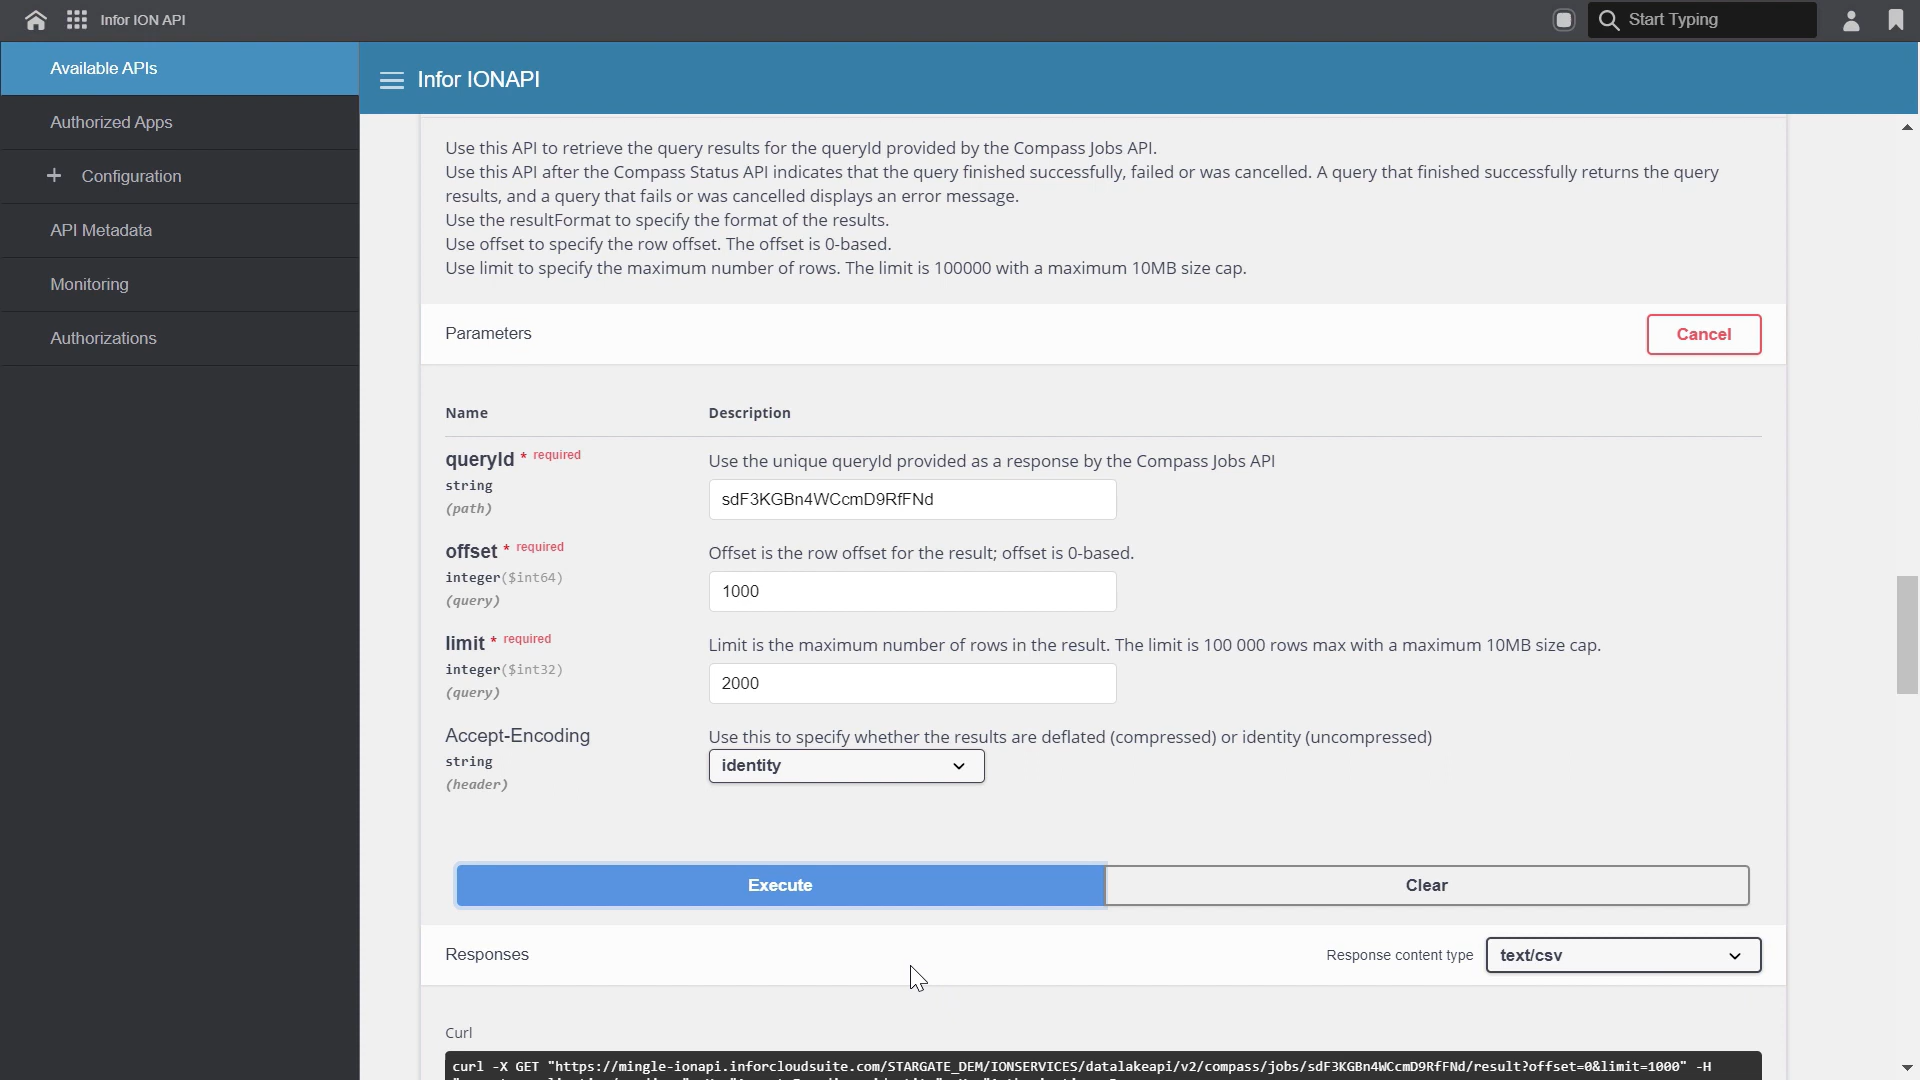 Infor ION API
Start Typing
Available APIs
Authorized Apps
+ Configuration
API Metadata
Monitoring
Authorizations
Infor IONAPI
Use this API to retrieve the query results for the queryId provided by the Compass Jobs API.
Use this API after the Compass Status API indicates that the query finished successfully, failed or was cancelled. A query that finished successfully returns the query
results, and a query that fails or was cancelled displays an error message.
Use the resultFormat to specify the format of the results.
Use offset to specify the row offset. The offset is 0-based.
Use limit to specify the maximum number of rows. The limit is 100000 with a maximum 10MB size cap.
Parameters
Cancel
Name Description
queryId * required
string
(path)
Use the unique queryId provided as a response by the Compass Jobs API
sdF3KGBn4WCcmD9RfFNd
offset * required
integer($int64)
(query)
Offset is the row offset for the result; offset is 0-based.
1000
limit * required
integer($int32)
(query)
Limit is the maximum number of rows in the result. The limit is 100 000 rows max with a maximum 10MB size cap.
2000
Accept-Encoding
string
(header)
Use this to specify whether the results are deflated (compressed) or identity (uncompressed)
identity
Execute
Clear
Responses
Response content type
text/csv
Curl
curl -X GET "https://mingle-ionapi.inforcloudsuite.com/STARGATE_DEM/IONSERVICES/datalakeapi/v2/compass/jobs/sdF3KGBn4WCcmD9RfFNd/result?offset=0&limit=1000" -H